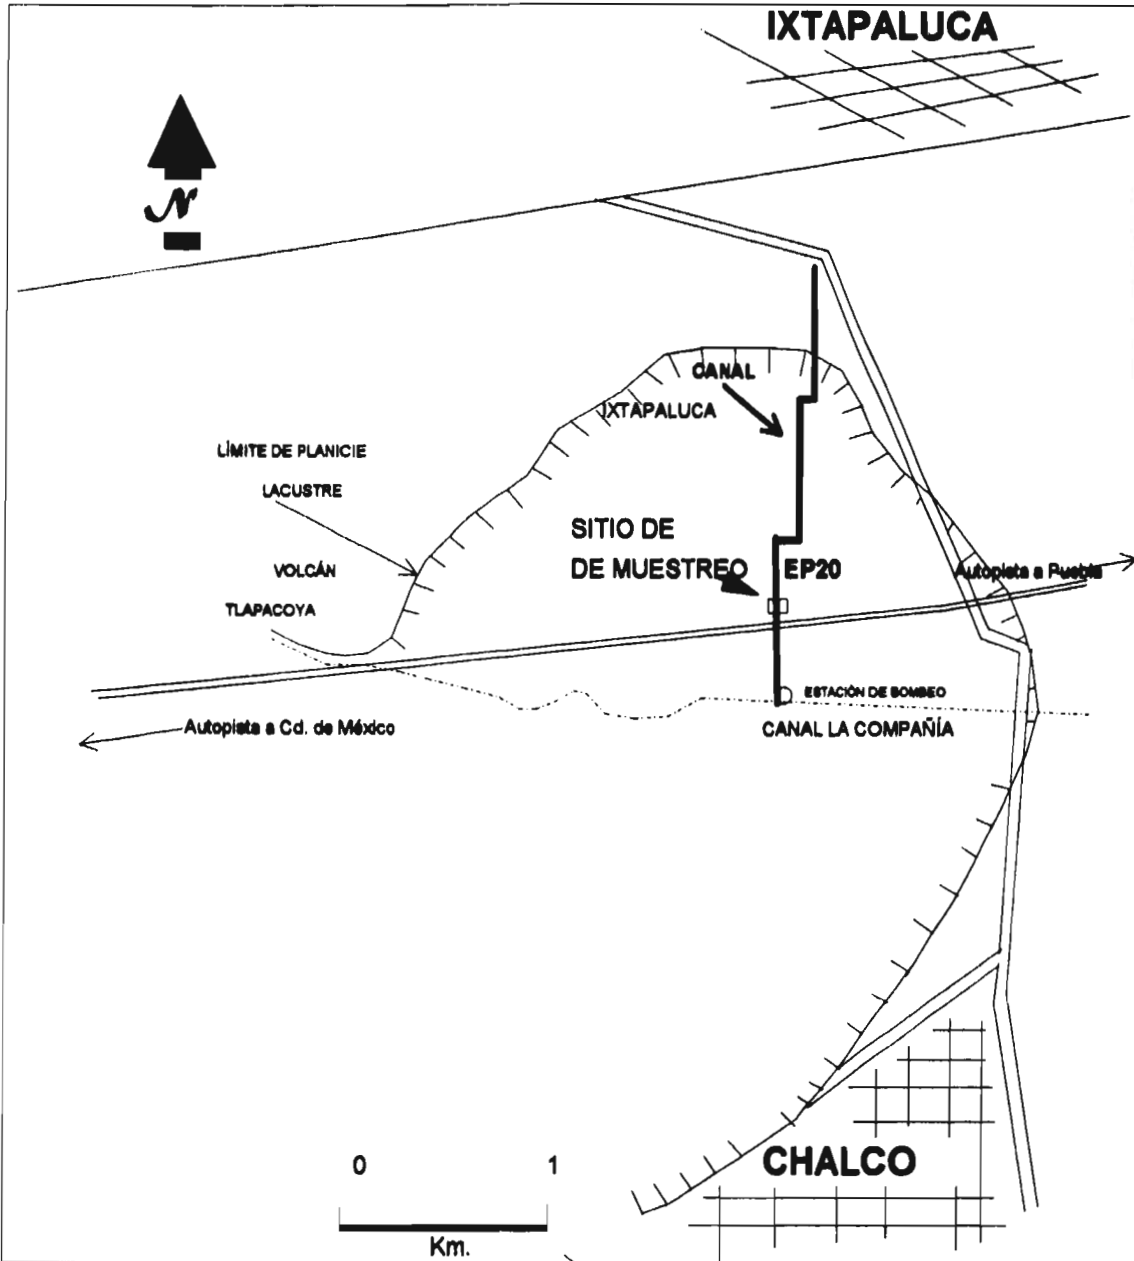 IXTAPALUCA
N
CANAL
IXTAPALUCA
LÍMITE DE PLANICIE
LACUSTRE
SITIO DE
DE MUESTREO
EP20
VOLCÁN
TLAPACOYA
Autopista a Puebla
ESTACIÓN DE BOMBEO
CANAL LA COMPAÑÍA
Autopista a Cd. de México
CHALCO
0 1
Km.